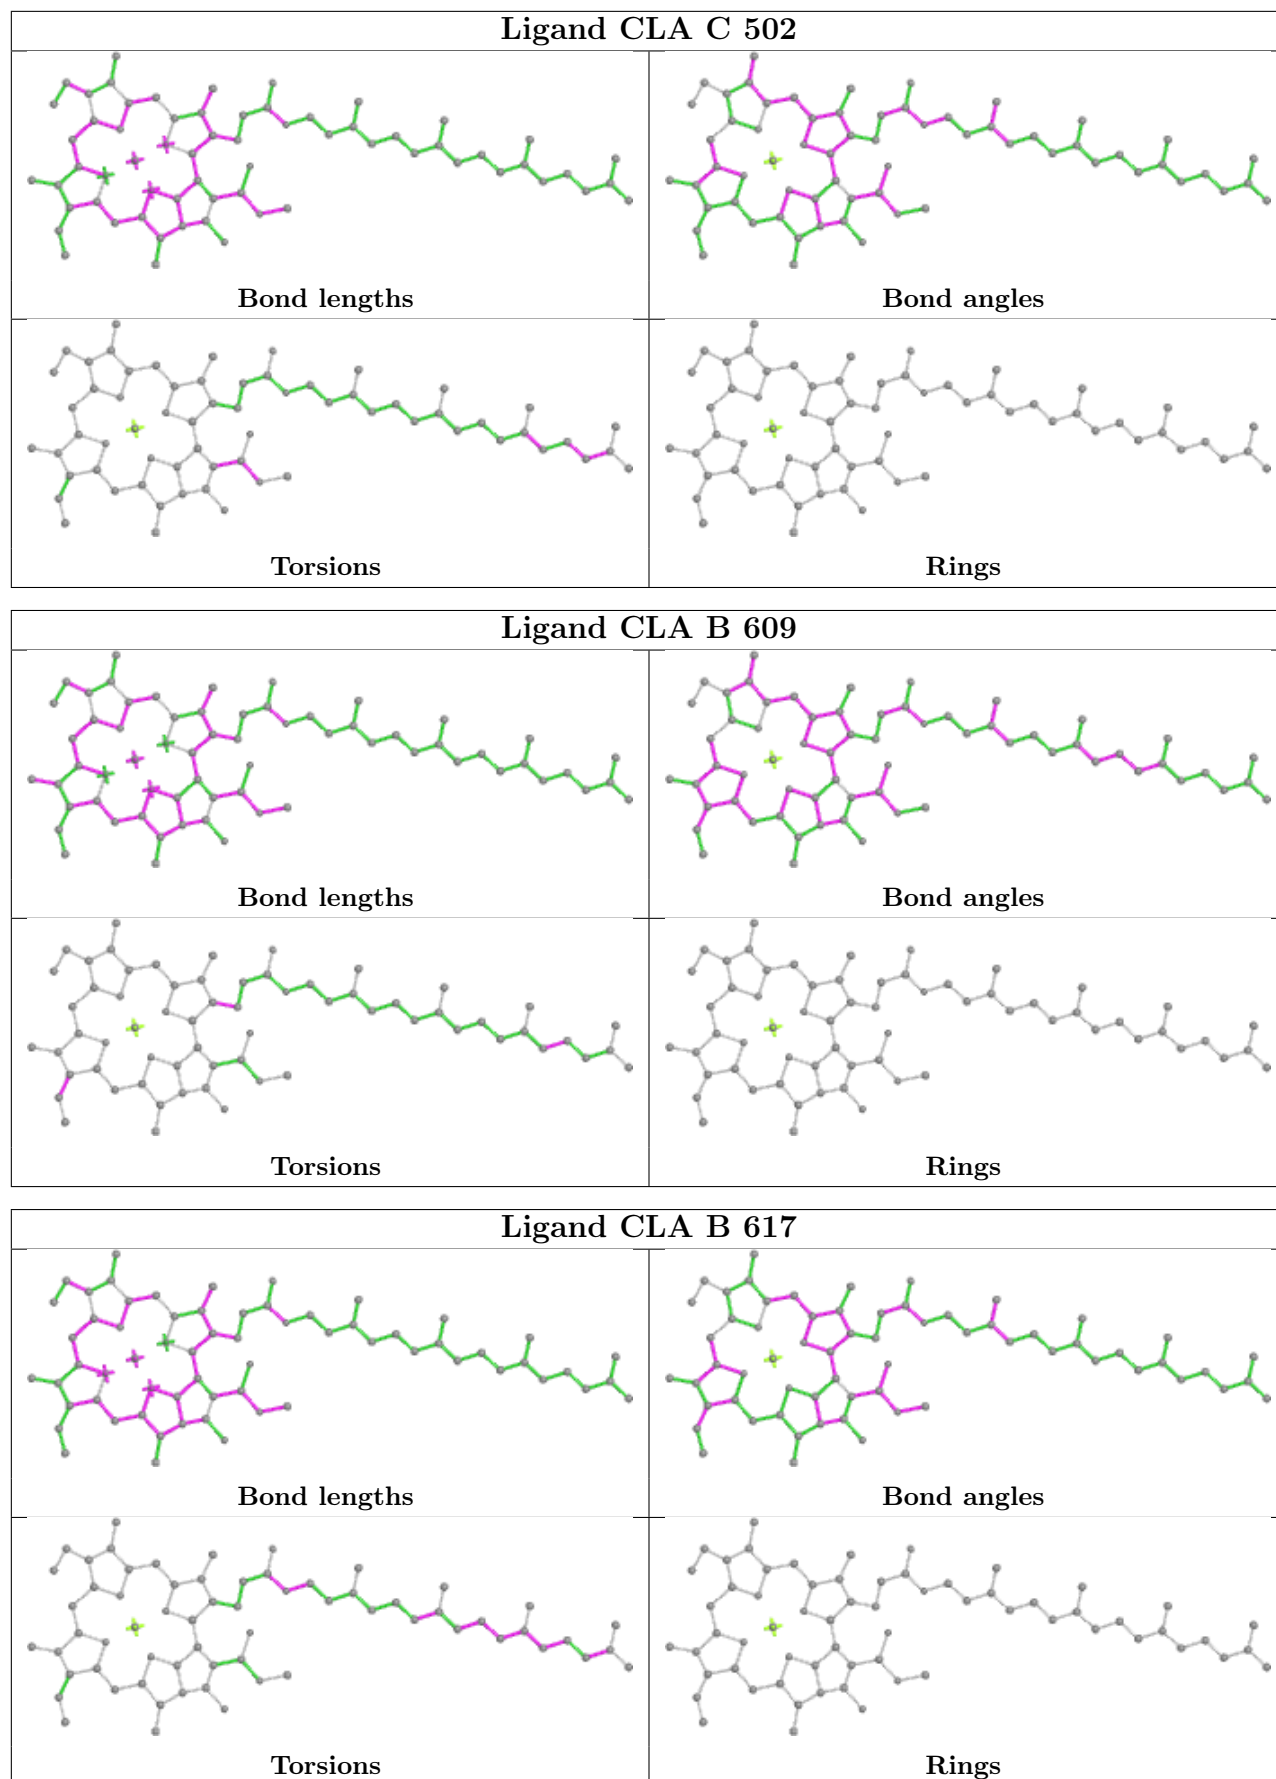 Ligand CLA C 502
Bond lengths
Bond angles
Torsions
Rings
Ligand CLA B 609
Bond lengths
Bond angles
Torsions
Rings
Ligand CLA B 617
Bond lengths
Bond angles
Torsions
Rings